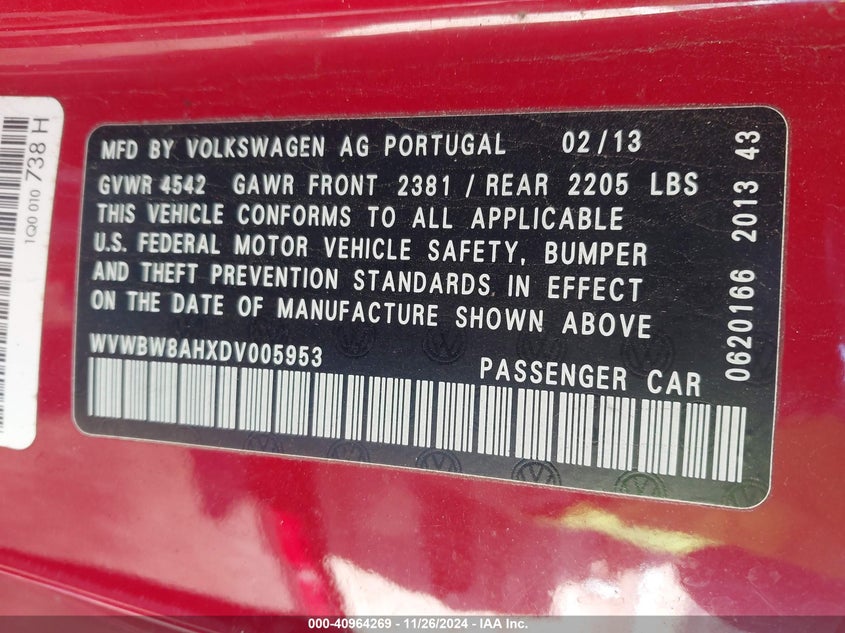 MFD BY VOLKSWAGEN AG PORTUGAL 02/13
GVWR 4542 GAWR FRONT 2381 / REAR 2205 LBS
THIS VEHICLE CONFORMS TO ALL APPLICABLE
U.S. FEDERAL MOTOR VEHICLE SAFETY, BUMPER
AND THEFT PREVENTION STANDARDS IN EFFECT
ON THE DATE OF MANUFACTURE SHOWN ABOVE
WVWBW8AHXDV005953
PASSENGER CAR
0620166 2013 43
1Q0 010 738 H
000-40964269 - 11/26/2024 - IAA Inc.